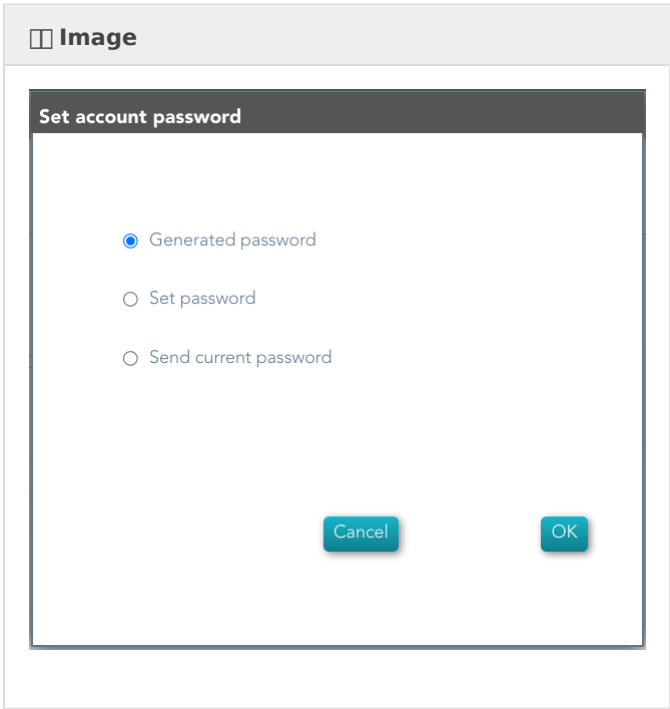 Image
Set account password
Generated password
Set password
Send current password
Cancel OK